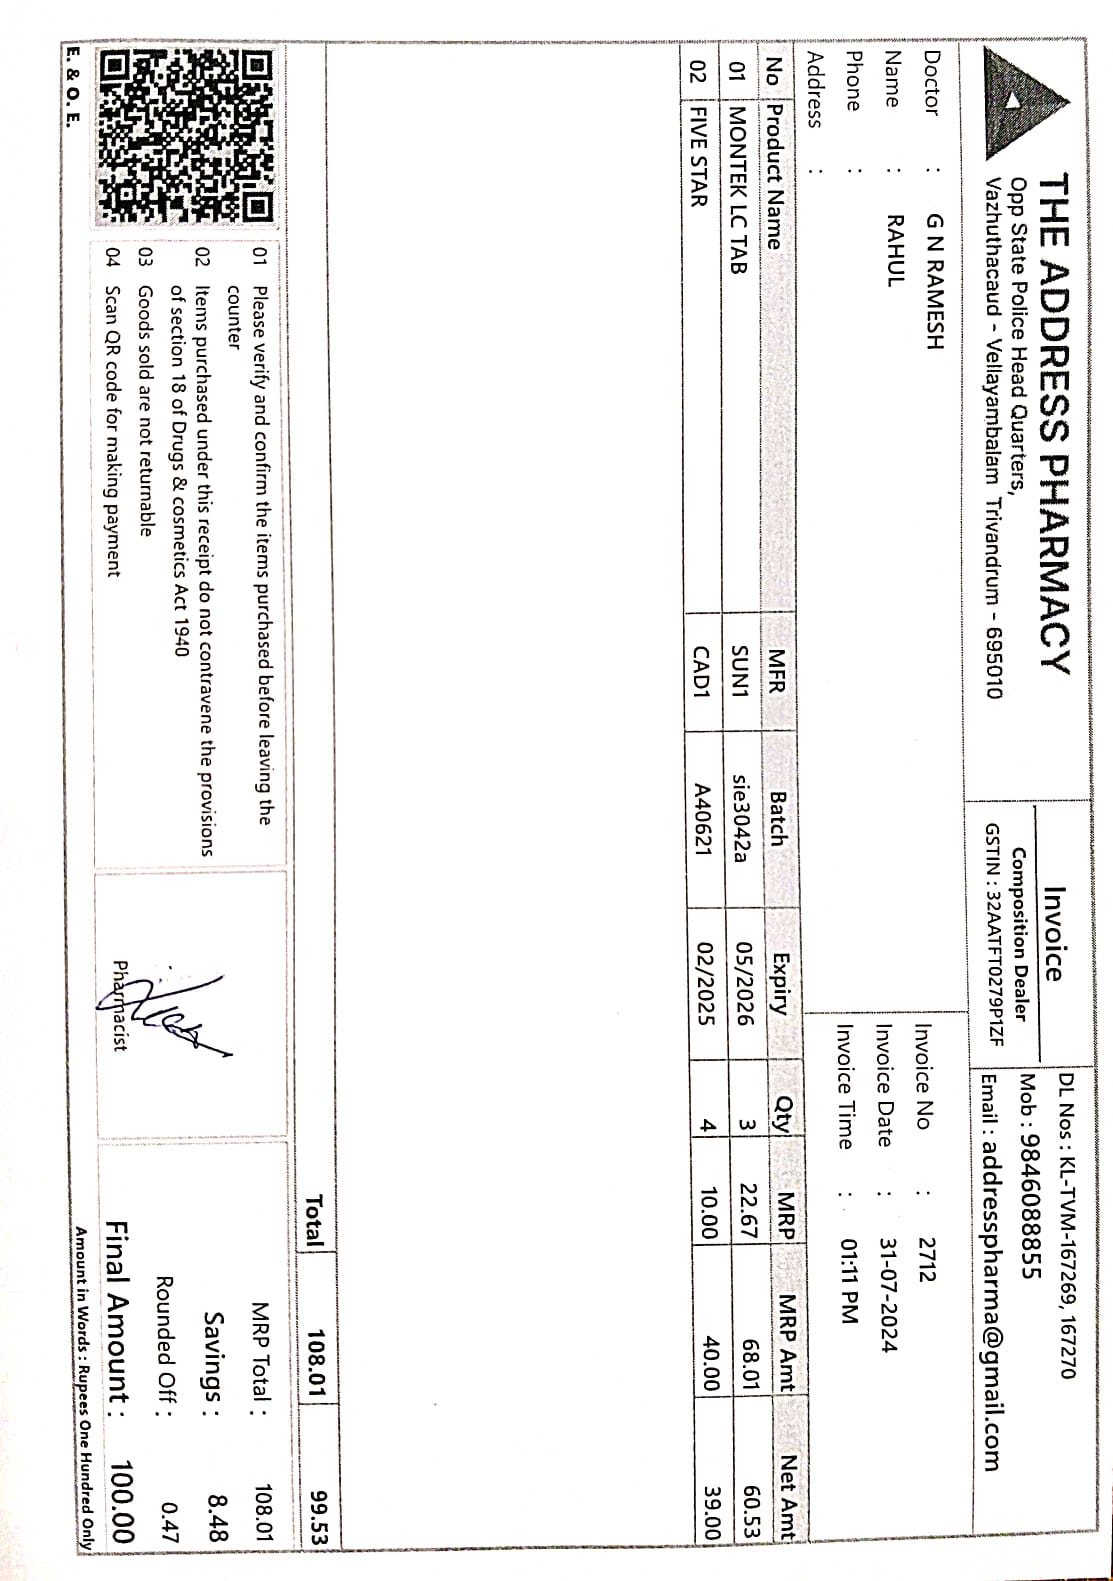 THE ADDRESS PHARMACY
Opp State Police Head Quarters,
Vazhuthacaud - Vellayambalam Trivandrum - 695010
Invoice
Composition Dealer
GSTIN : 32AATFT0279P1ZF
DL Nos : KL-TVM-167269, 167270
Mob : 9846088855
Email : addresspharma@gmail.com
Doctor : G N RAMESH
Name : RAHUL
Phone :
Address :
Invoice No : 2712
Invoice Date : 31-07-2024
Invoice Time : 01:11 PM
No Product Name MFR Batch Expiry Qty MRP MRP Amt Net Amt
01 MONTEK LC TAB SUN1 sie3042a 05/2026 3 22.67 68.01 60.53
02 FIVE STAR CAD1 A40621 02/2025 4 10.00 40.00 39.00
Total 108.01 99.53
01 Please verify and confirm the items purchased before leaving the
counter
02 Items purchased under this receipt do not contravene the provisions
of section 18 of Drugs & cosmetics Act 1940
03 Goods sold are not returnable
04 Scan QR code for making payment
Pharmacist
MRP Total : 108.01
Savings : 8.48
Rounded Off : 0.47
Final Amount : 100.00
Amount in Words : Rupees One Hundred Only
E. & O. E.